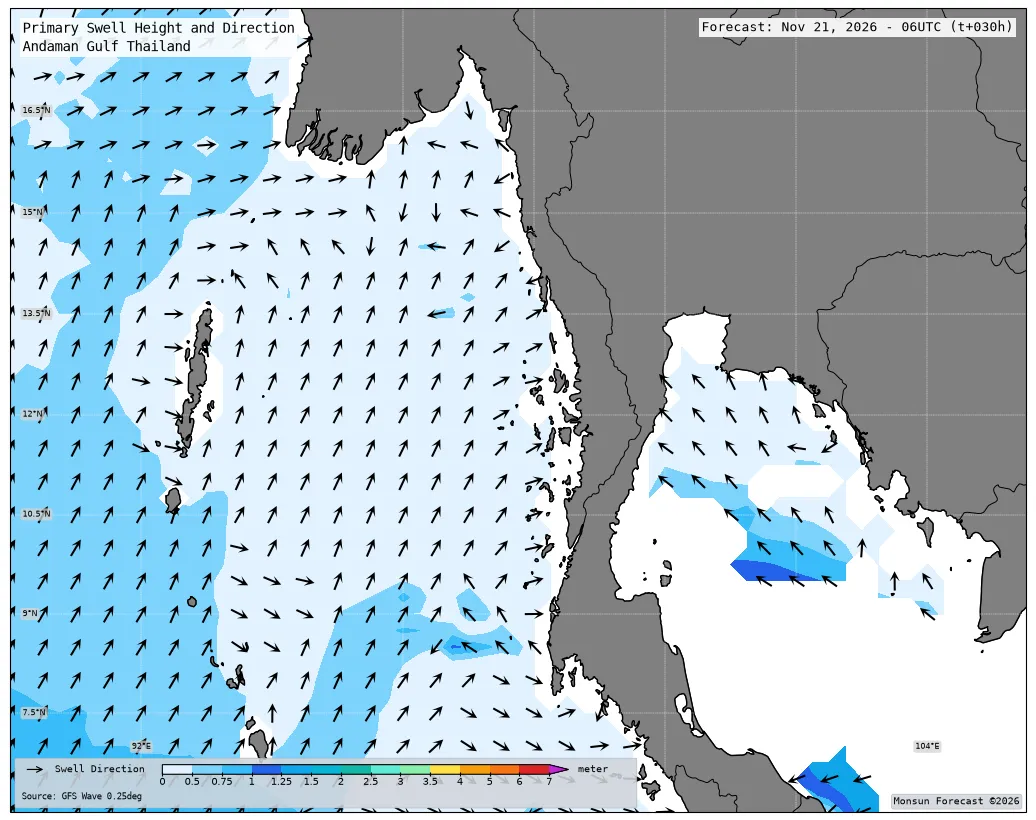 Primary Swell Height and Direction
Andaman Gulf Thailand
Forecast: Nov 21, 2026 - 06UTC (t+030h)
16.5°N
15°N
13.5°N
12°N
10.5°N
9°N
7.5°N
92°E
104°E
Swell Direction
0 0.5 0.75 1.25 1.5 2 2.5 3 3.5 4 5 6 7
meter
Source: GFS Wave 0.25deg
Monsun Forecast ©2026